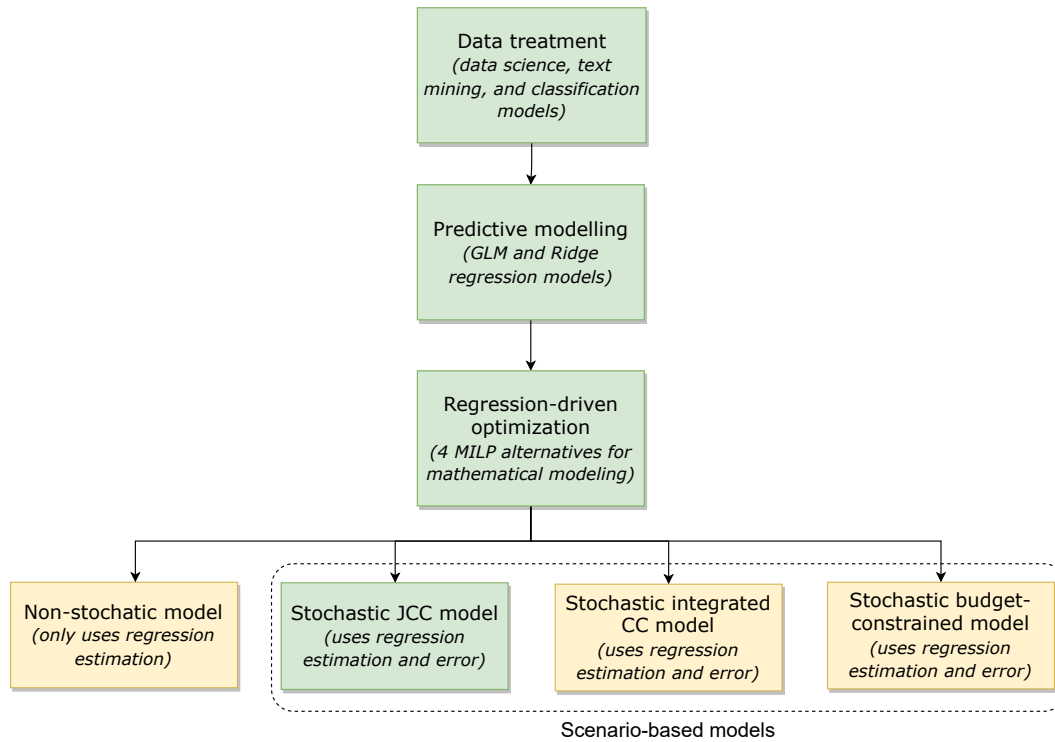 Data treatment
(data science, text
mining, and classification
models)
Predictive modelling
(GLM and Ridge
regression models)
Regression-driven
optimization
(4 MILP alternatives for
mathematical modeling)
Non-stochatic model
(only uses regression
estimation)
Stochastic JCC model
(uses regression
estimation and error)
Stochastic integrated
CC model
(uses regression
estimation and error)
Stochastic budget-
constrained model
(uses regression
estimation and error)
Scenario-based models